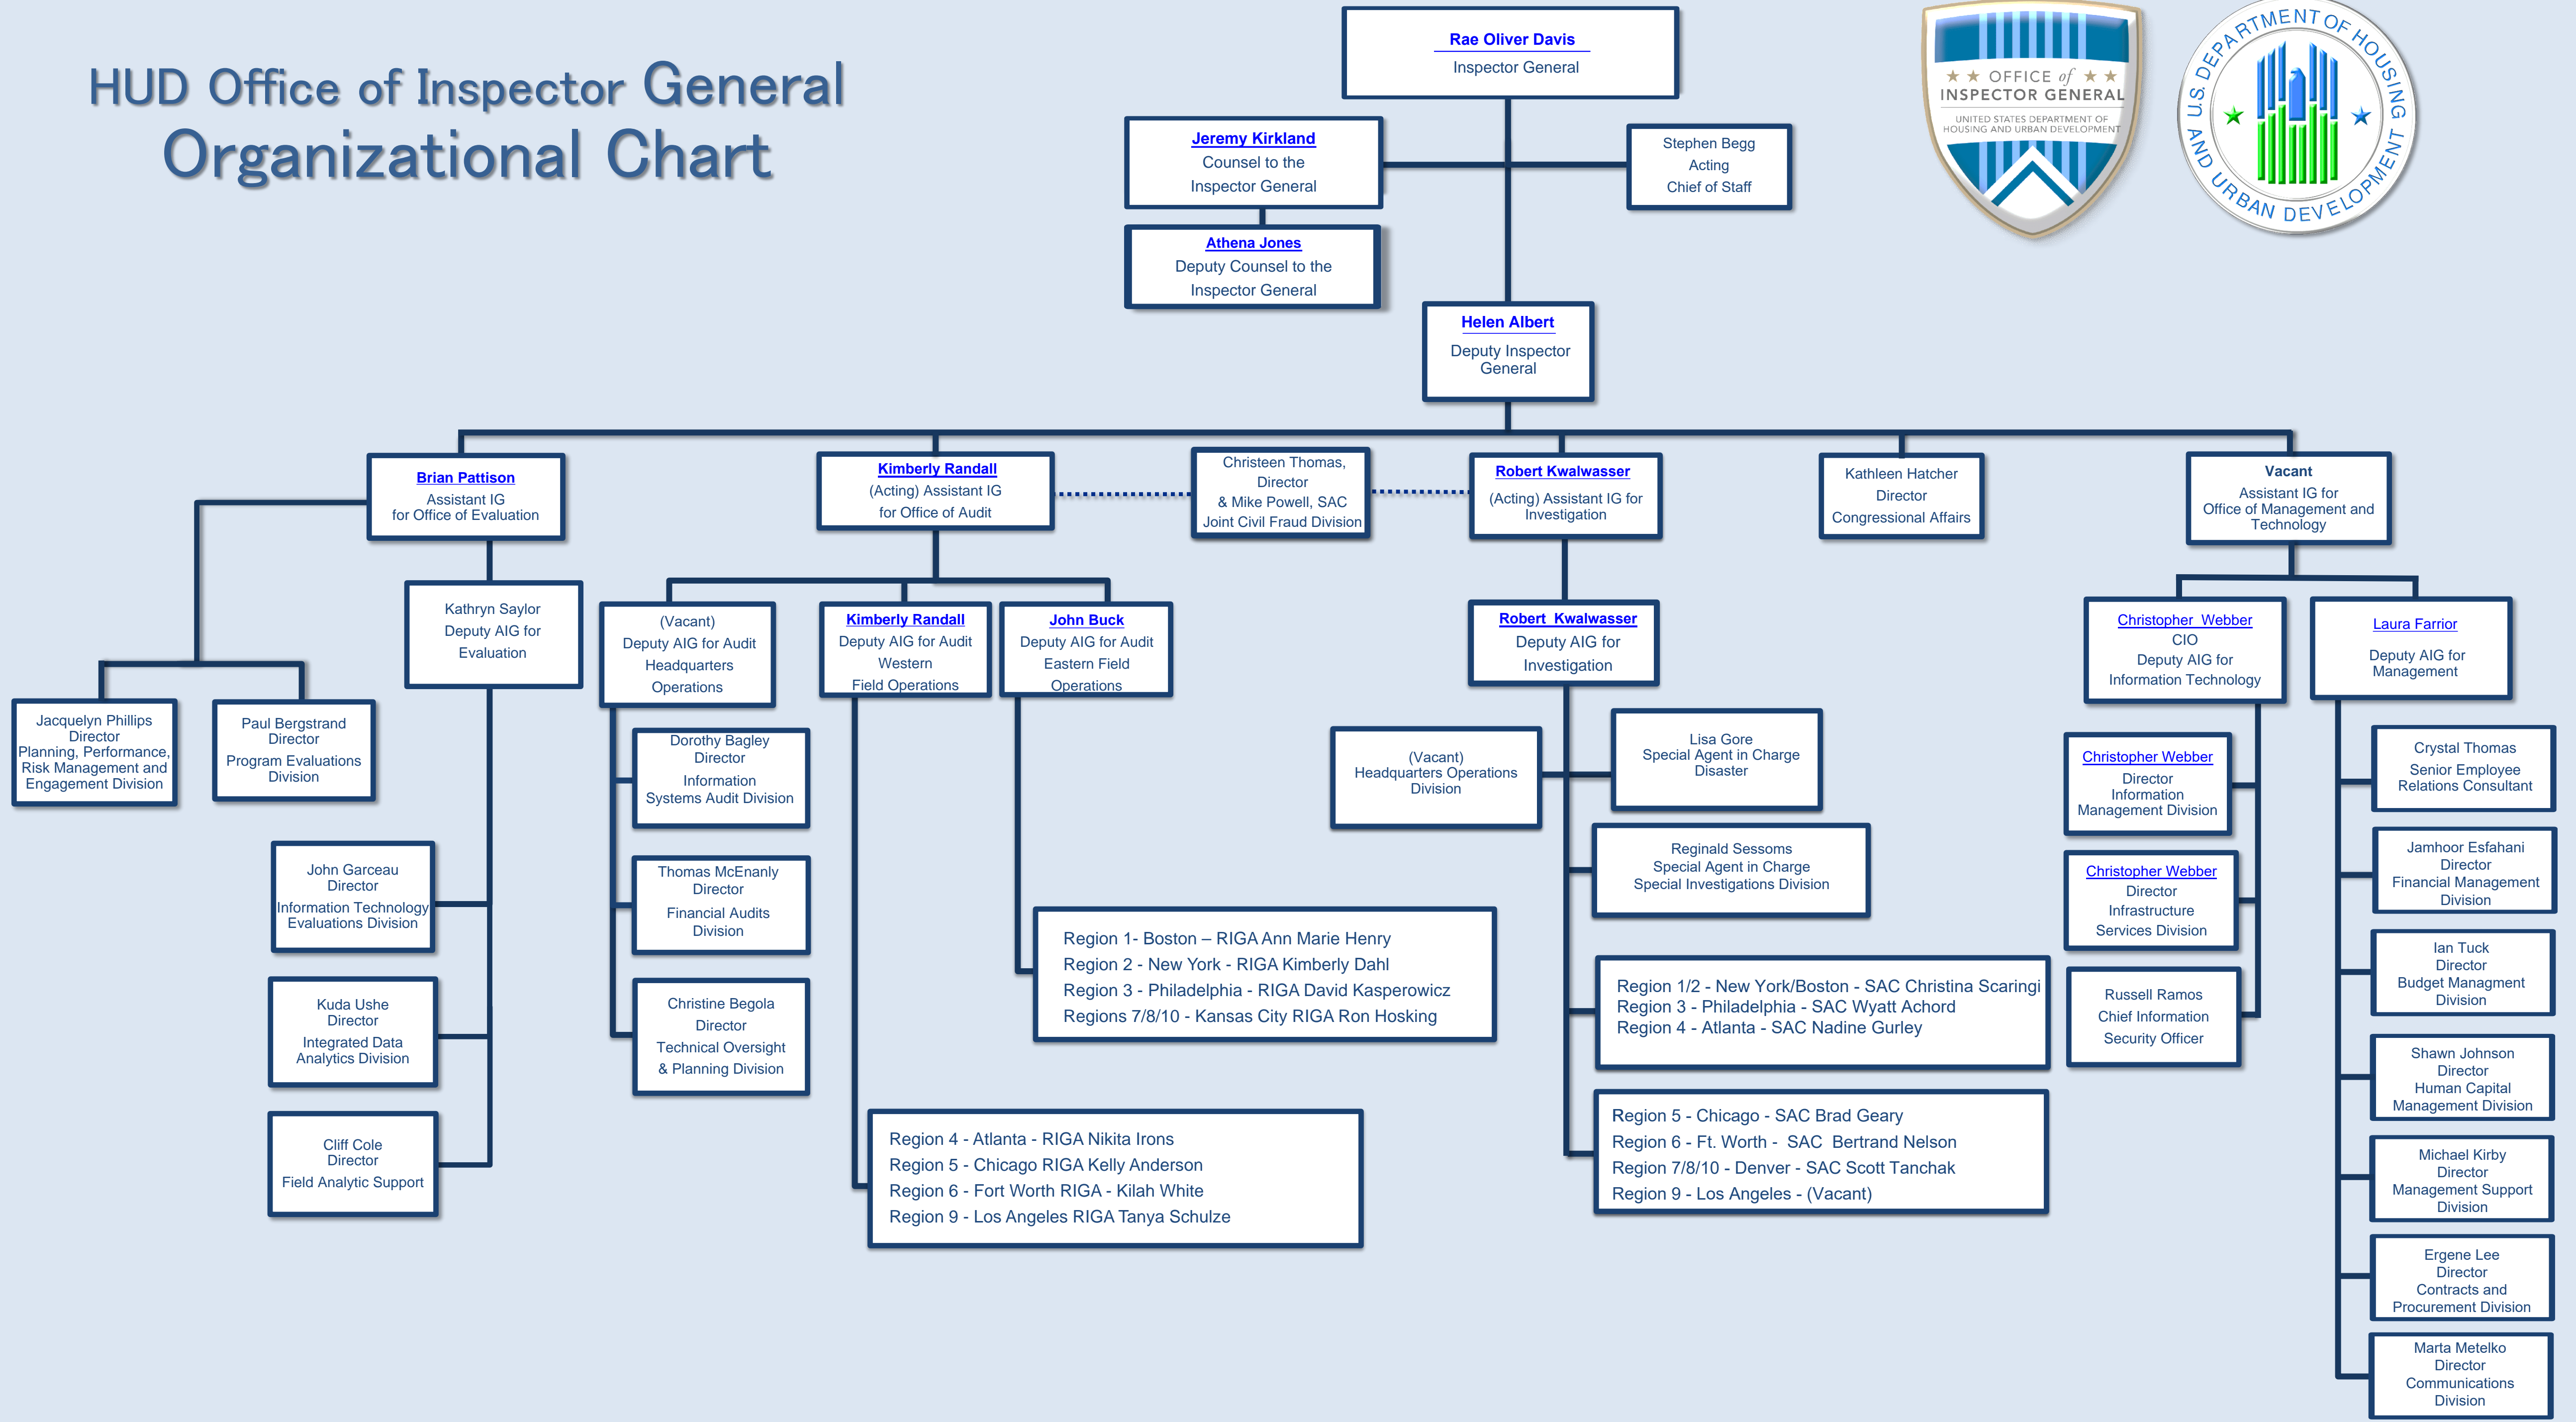 HUD Office of Inspector General
Organizational Chart
Rae Oliver Davis
Inspector General
★ ★ OFFICE of ★ ★
INSPECTOR GENERAL
UNITED STATES DEPARTMENT OF
HOUSING AND URBAN DEVELOPMENT
U.S. DEPARTMENT OF HOUSING
AND URBAN DEVELOPMENT
Jeremy Kirkland
Counsel to the
Inspector General
Stephen Begg
Acting
Chief of Staff
Athena Jones
Deputy Counsel to the
Inspector General
Helen Albert
Deputy Inspector
General
Brian Pattison
Assistant IG
for Office of Evaluation
Kimberly Randall
(Acting) Assistant IG
for Office of Audit
Christeen Thomas,
Director
& Mike Powell, SAC
Joint Civil Fraud Division
Robert Kwalwasser
(Acting) Assistant IG for
Investigation
Kathleen Hatcher
Director
Congressional Affairs
Vacant
Assistant IG for
Office of Management and
Technology
Kathryn Saylor
Deputy AIG for
Evaluation
(Vacant)
Deputy AIG for Audit
Headquarters
Operations
Kimberly Randall
Deputy AIG for Audit
Western
Field Operations
John Buck
Deputy AIG for Audit
Eastern Field
Operations
Robert  Kwalwasser
Deputy AIG for
Investigation
Christopher  Webber
CIO
Deputy AIG for
Information Technology
Laura Farrior
Deputy AIG for
Management
Jacquelyn Phillips
Director
Planning, Performance,
Risk Management and
Engagement Division
Paul Bergstrand
Director
Program Evaluations
Division
John Garceau
Director
Information Technology
Evaluations Division
Kuda Ushe
Director
Integrated Data
Analytics Division
Cliff Cole
Director
Field Analytic Support
Dorothy Bagley
Director
Information
Systems Audit Division
Thomas McEnanly
Director
Financial Audits
Division
Christine Begola
Director
Technical Oversight
& Planning Division
Region 4 - Atlanta - RIGA Nikita Irons
Region 5 - Chicago RIGA Kelly Anderson
Region 6 - Fort Worth RIGA - Kilah White
Region 9 - Los Angeles RIGA Tanya Schulze
Region 1- Boston – RIGA Ann Marie Henry
Region 2 - New York - RIGA Kimberly Dahl
Region 3 - Philadelphia - RIGA David Kasperowicz
Regions 7/8/10 - Kansas City RIGA Ron Hosking
(Vacant)
Headquarters Operations
Division
Lisa Gore
Special Agent in Charge
Disaster
Reginald Sessoms
Special Agent in Charge
Special Investigations Division
Region 1/2 - New York/Boston - SAC Christina Scaringi
Region 3 - Philadelphia - SAC Wyatt Achord
Region 4 - Atlanta - SAC Nadine Gurley
Region 5 - Chicago - SAC Brad Geary
Region 6 - Ft. Worth -  SAC  Bertrand Nelson
Region 7/8/10 - Denver - SAC Scott Tanchak
Region 9 - Los Angeles - (Vacant)
Christopher Webber
Director
Information
Management Division
Christopher Webber
Director
Infrastructure
Services Division
Russell Ramos
Chief Information
Security Officer
Crystal Thomas
Senior Employee
Relations Consultant
Jamhoor Esfahani
Director
Financial Management
Division
Ian Tuck
Director
Budget Managment
Division
Shawn Johnson
Director
Human Capital
Management Division
Michael Kirby
Director
Management Support
Division
Ergene Lee
Director
Contracts and
Procurement Division
Marta Metelko
Director
Communications
Division